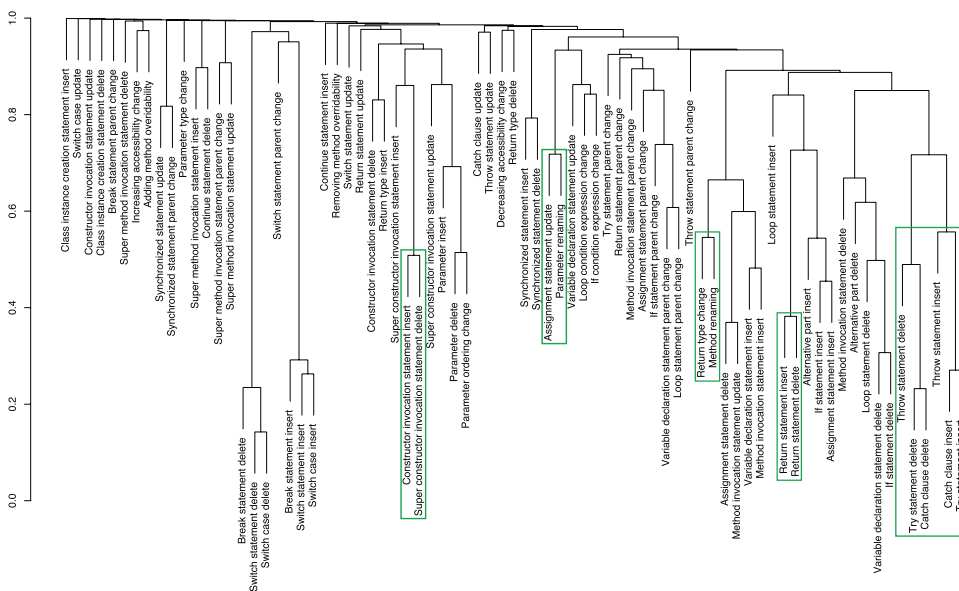 1.0
0.8
0.6
0.4
0.2
0.0
Class instance creation statement insert
Switch case update
Constructor invocation statement update
Class instance creation statement delete
Break statement parent change
Super method invocation statement delete
Increasing accessibility change
Adding method overridability
Synchronized statement update
Synchronized statement parent change
Parameter type change
Super method invocation statement insert
Continue statement delete
Super method invocation statement parent change
Super method invocation statement update
Break statement delete
Switch statement delete
Switch case delete
Switch statement parent change
Break statement insert
Switch statement insert
Switch case insert
Continue statement insert
Removing method overridability
Switch statement update
Return statement update
Constructor invocation statement delete
Return type insert
Super constructor invocation statement insert
Constructor invocation statement insert
Super constructor invocation statement delete
Super constructor invocation statement update
Parameter insert
Parameter delete
Parameter ordering change
Catch clause update
Throw statement update
Decreasing accessibility change
Return type delete
Synchronized statement insert
Synchronized statement delete
Assignment statement update
Parameter renaming
Variable declaration statement update
Loop condition expression change
If condition expression change
Try statement parent change
Return statement parent change
Method invocation statement parent change
Assignment statement parent change
If statement parent change
Variable declaration statement parent change
Loop statement parent change
Throw statement parent change
Return type change
Method renaming
Assignment statement delete
Method invocation statement update
Variable declaration statement insert
Method invocation statement insert
Loop statement insert
Return statement insert
Return statement delete
Alternative part insert
If statement insert
Assignment statement insert
Method invocation statement delete
Alternative part delete
Loop statement delete
Variable declaration statement delete
If statement delete
Throw statement delete
Try statement delete
Catch clause delete
Throw statement insert
Catch clause insert